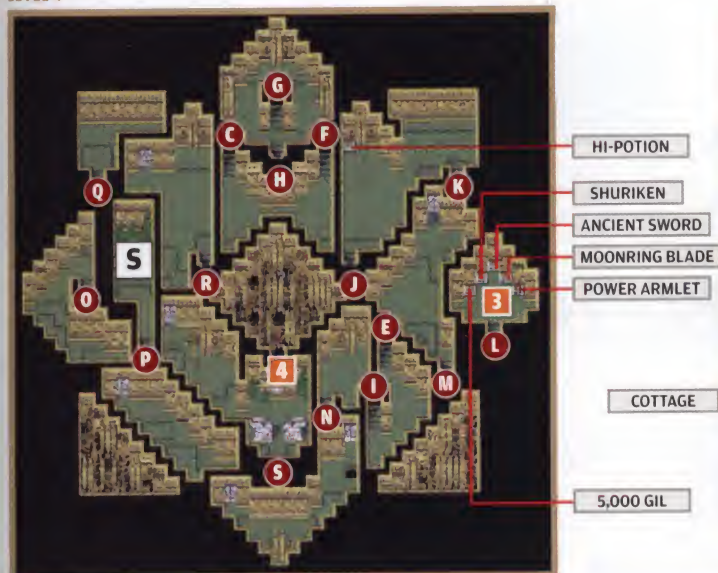 G
C
F
H
HI-POTION
Q
K
SHURIKEN
ANCIENT SWORD
S
MOONRING BLADE
O
R
J
3
POWER ARMLET
E
L
P
4
I
M
COTTAGE
N
S
5,000 GIL